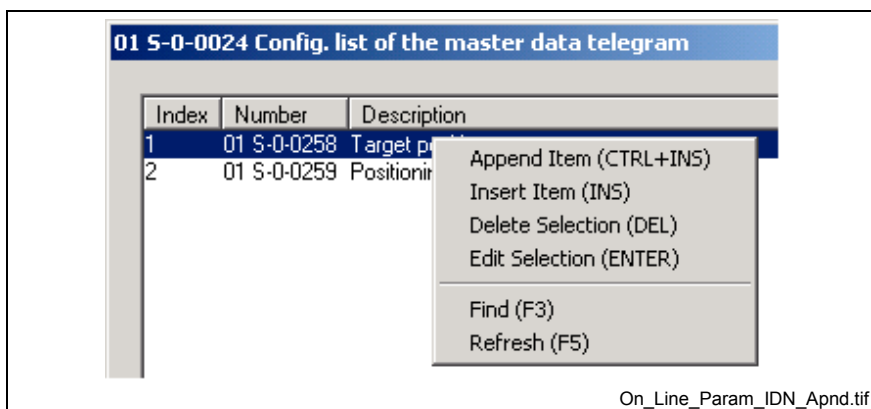 01 S-0-0024 Config. list of the master data telegram
Index Number Description
1 01 S-0-0258 Target
2 01 S-0-0259
Append Item (CTRL+INS)
Insert Item (INS)
Delete Selection (DEL)
Edit Selection (ENTER)
Find (F3)
Refresh (F5)
On_Line_Param_IDN_Apnd.tif